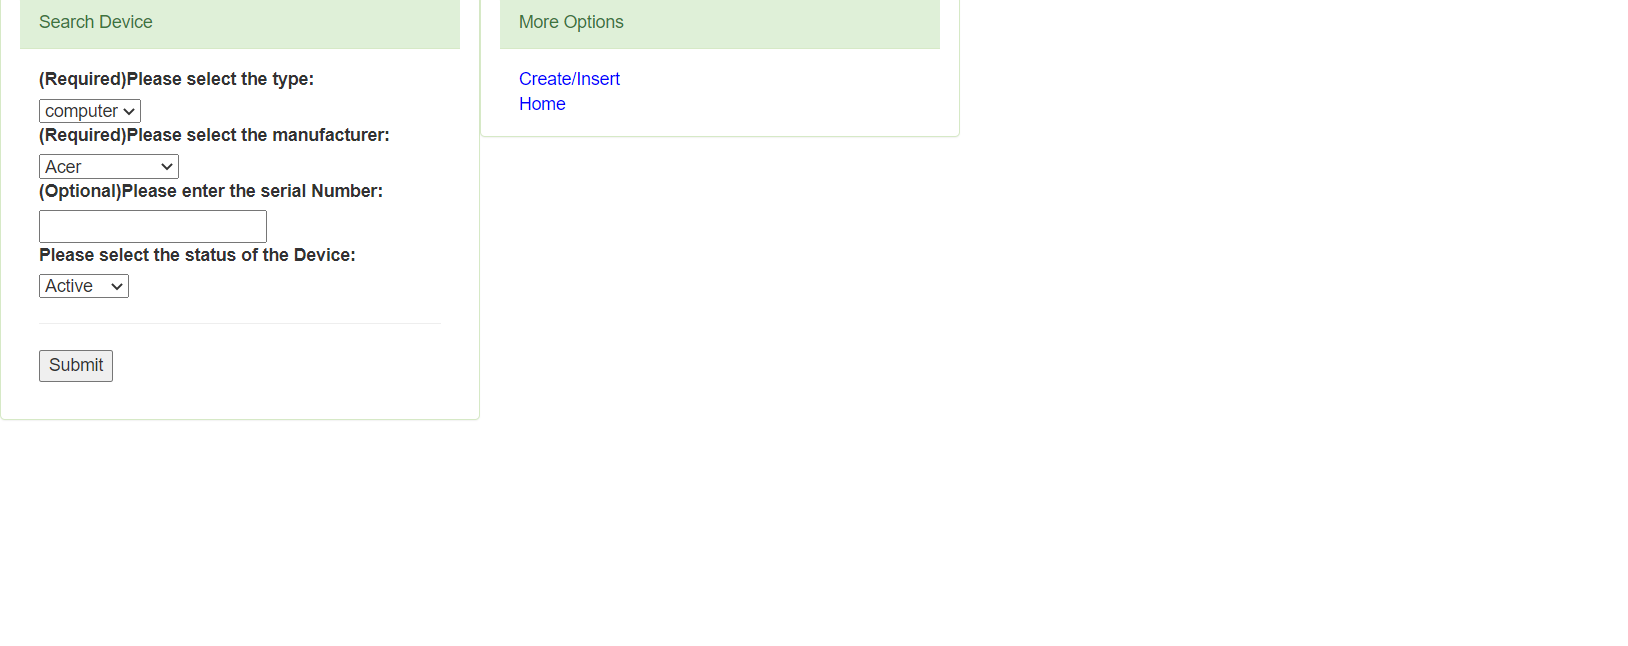 Search Device
(Required)Please select the type:
computer
(Required)Please select the manufacturer:
Acer
(Optional)Please enter the serial Number:
Please select the status of the Device:
Active
Submit
More Options
Create/Insert
Home